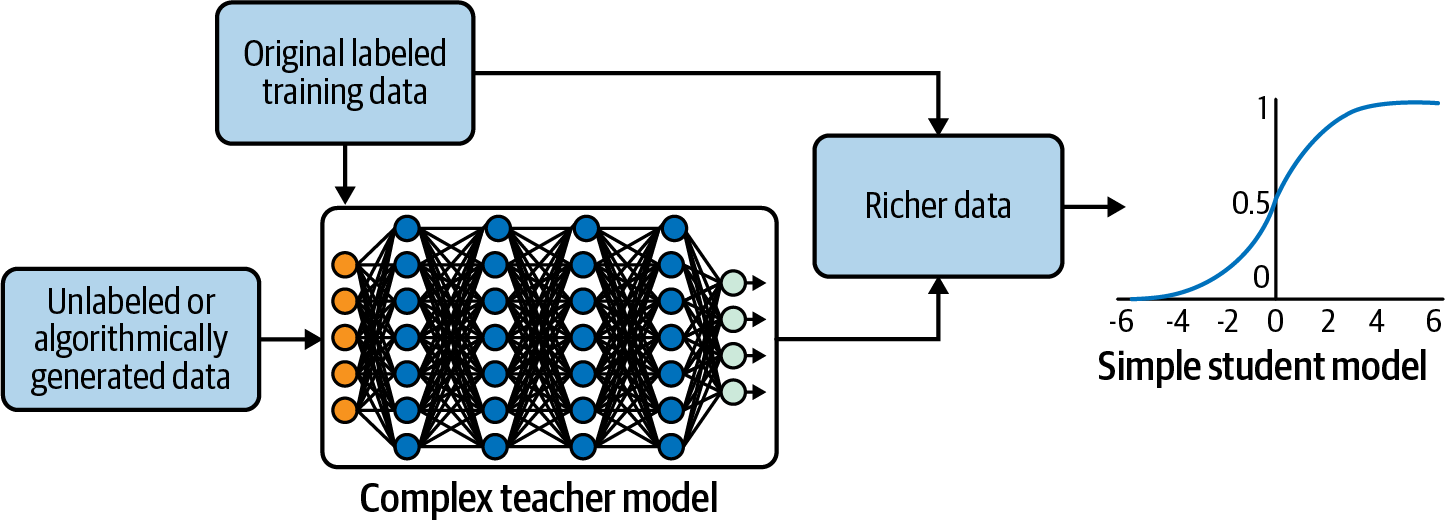 Original labeled
training data
Unlabeled or
algorithmically
generated data
Complex teacher model
Richer data
1
0.5
0
-6 -4 -2 0 2 4 6
Simple student model